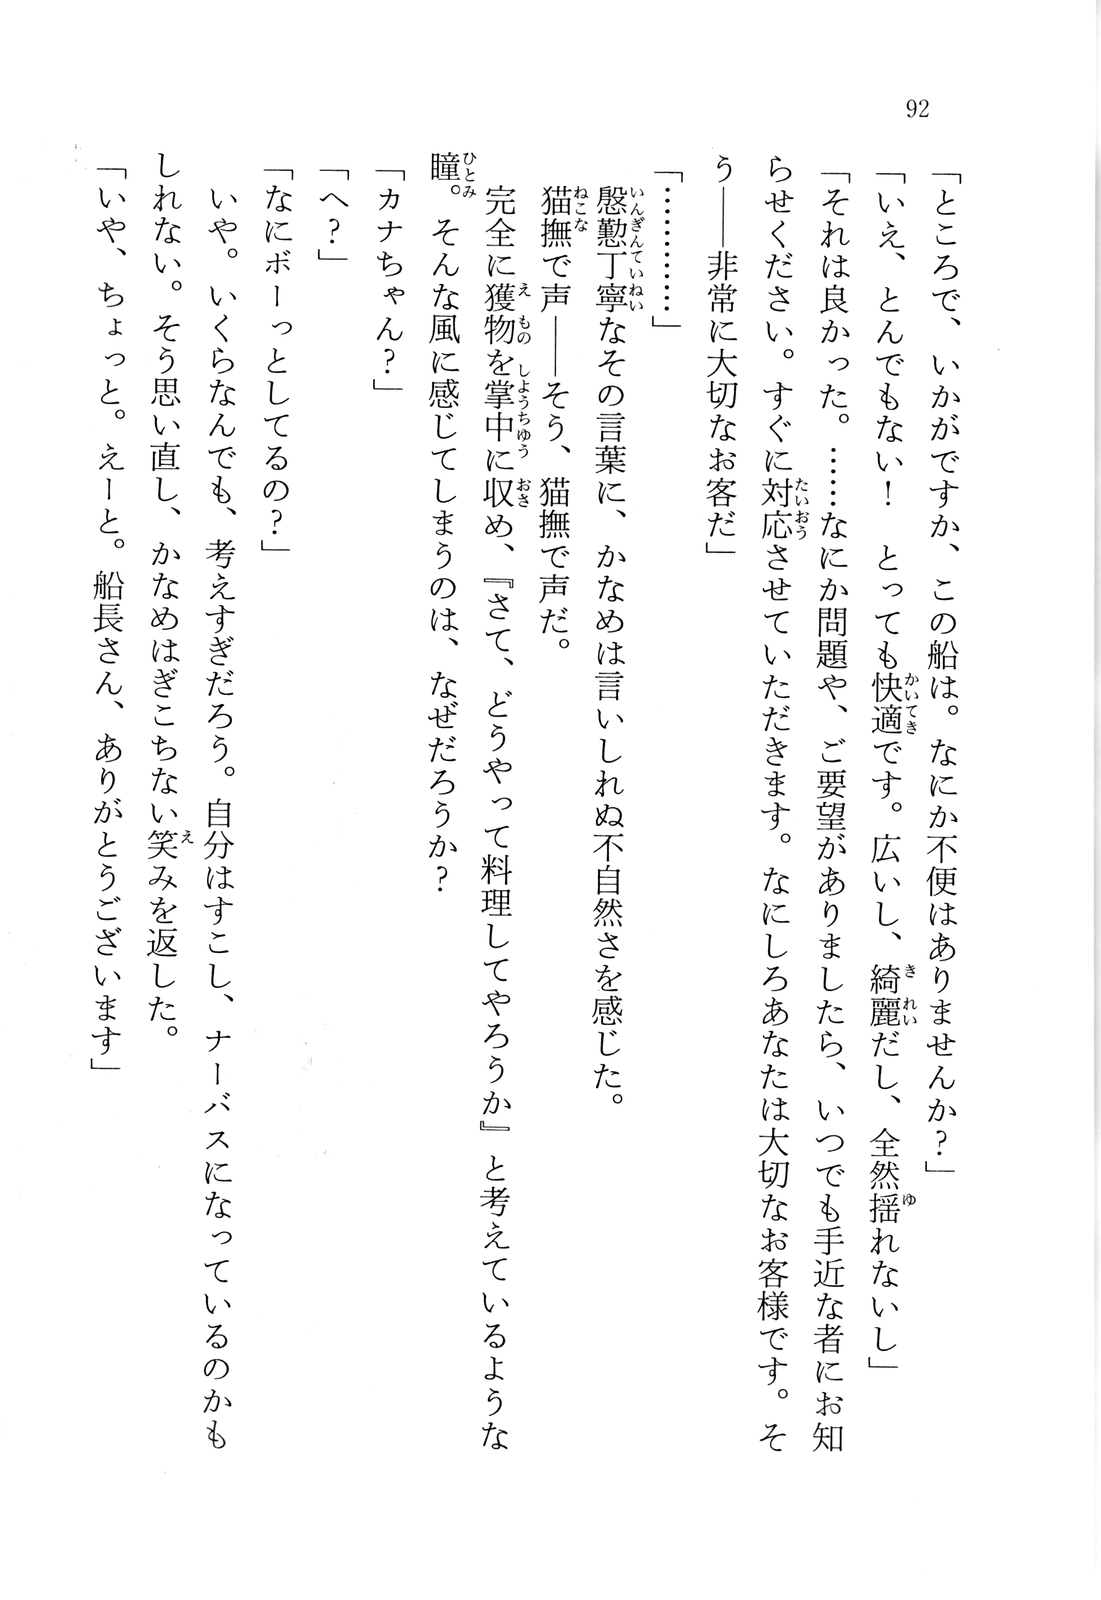 92
「ところで、いかがですか、この船は。なにか不便はありませんか？」
「いえ、とんでもない！　とっても快適です。広いし、綺麗だし、全然揺れないし」
「それは良かった。……なにか問題や、ご要望がありましたら、いつでも手近な者にお知
らせください。すぐに対応させていただきます。なにしろあなたは大切なお客様です。そ
う――非常に大切なお客だ」
「…………」
　慇懃丁寧なその言葉に、かなめは言いしれぬ不自然さを感じた。
　猫撫で声――そう、猫撫で声だ。
　完全に獲物を掌中に収め、『さて、どうやって料理してやろうか』と考えているような
瞳。そんな風に感じてしまうのは、なぜだろうか？
「カナちゃん？」
「へ？」
「なにボーっとしてるの？」
　いや。いくらなんでも、考えすぎだろう。自分はすこし、ナーバスになっているのかも
しれない。そう思い直し、かなめはぎこちない笑みを返した。
「いや、ちょっと。えーと。船長さん、ありがとうございます」